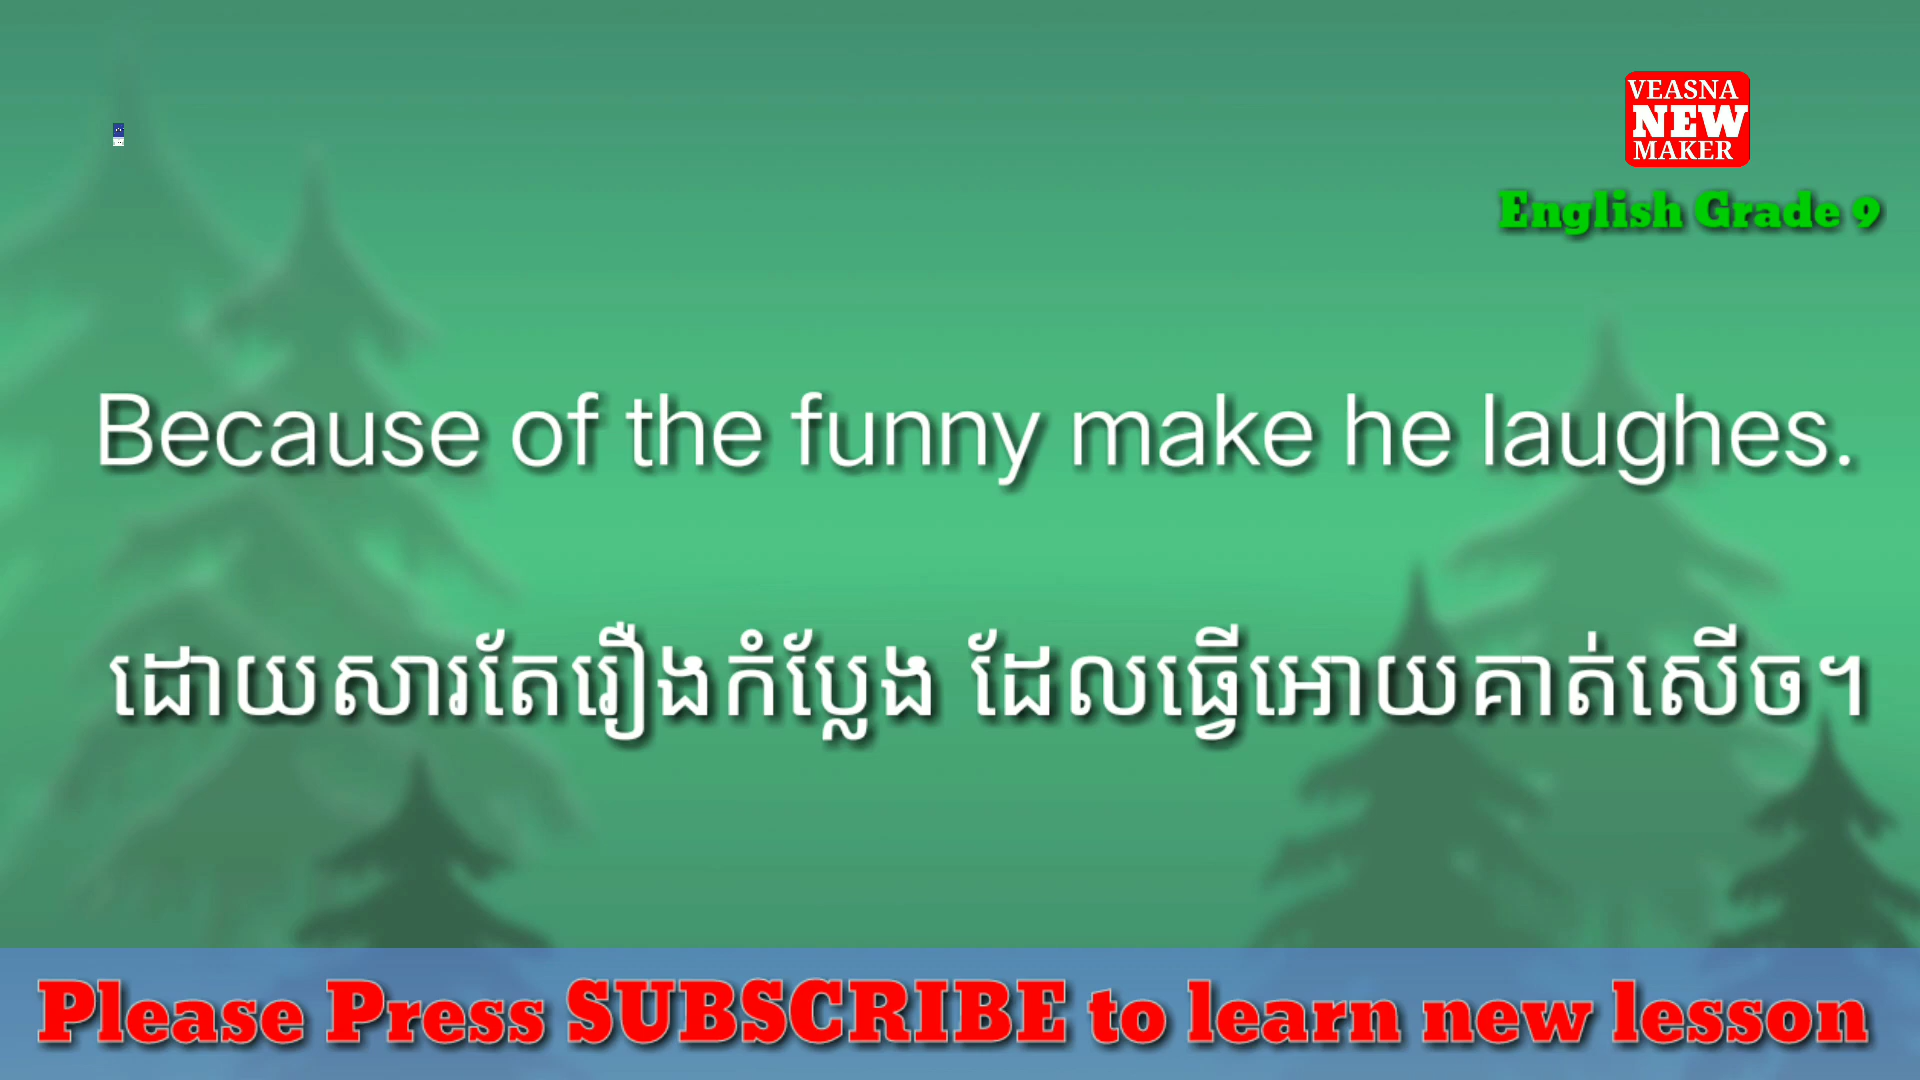 VEASNA
NEW
MAKER
English Grade 9
Because of the funny make he laughes.
ដោយសារតែរឿងកំប្លែង ដែលធ្វើអោយគាត់សើច។
Please Press SUBSCRIBE to learn new lesson